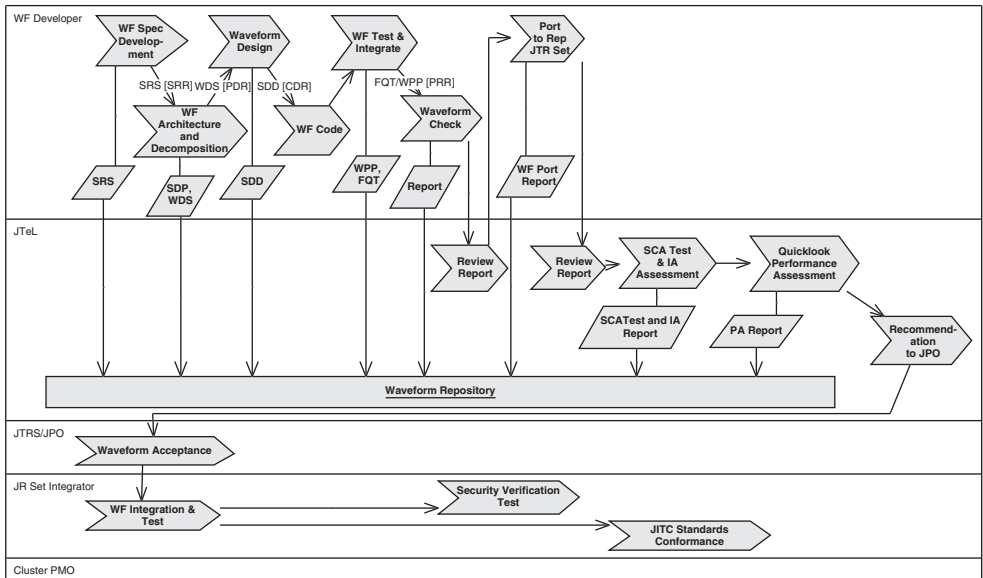 WF Developer
WF Spec
Develop-
ment
Waveform
Design
WF Test &
Integrate
Port
to Rep
JTR Set
SRS [SRR]
WDS [PDR]
SDD [CDR]
FQT/WPP [PRR]
WF
Architecture
and
Decomposition
WF Code
Waveform
Check
SRS
SDP,
WDS
SDD
WPP,
FQT
Report
WF Port
Report
JTeL
Review
Report
Review
Report
SCA Test
& IA
Assessment
Quicklook
Performance
Assessment
SCATest and IA
Report
PA Report
Recommend-
ation
to JPO
Waveform Repository
JTRS/JPO
Waveform Acceptance
JR Set Integrator
WF Integration &
Test
Security Verification
Test
JITC Standards
Conformance
Cluster PMO